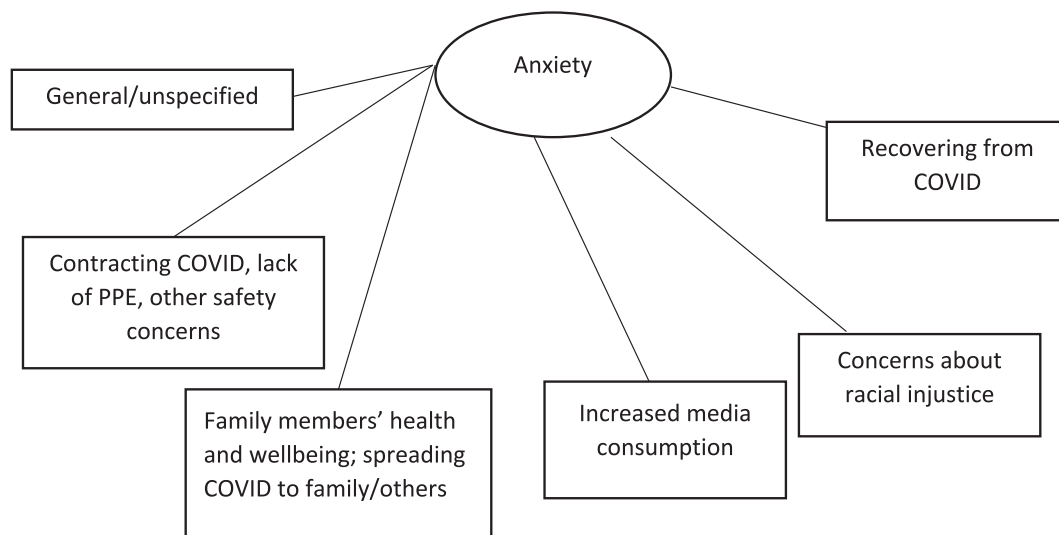 Anxiety
General/unspecified
Recovering from
COVID
Contracting COVID, lack
of PPE, other safety
concerns
Concerns about
racial injustice
Family members’ health
and wellbeing; spreading
COVID to family/others
Increased media
consumption